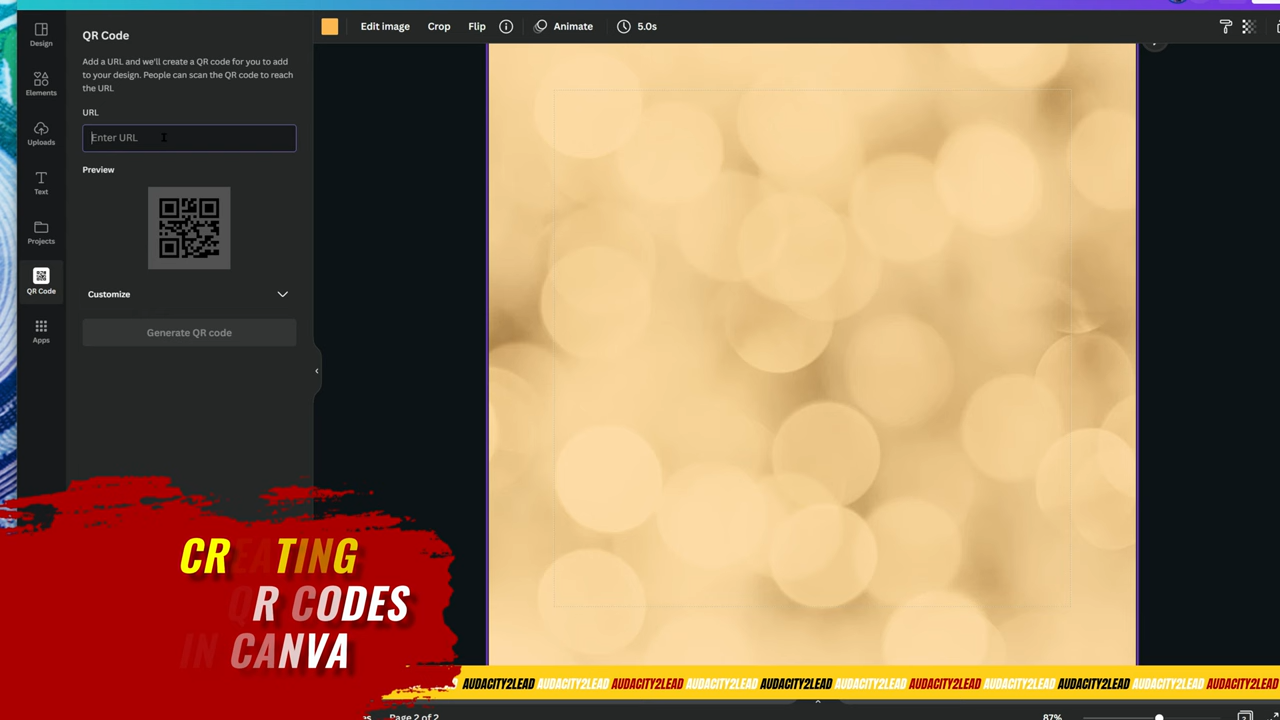 Edit image Crop Flip Animate 5.0s
Design
Elements
Uploads
Text
Projects
QR Code
Apps
QR Code
Add a URL and we'll create a QR code for you to add
to your design. People can scan the QR code to reach
the URL
URL
Enter URL
Preview
Customize
Generate QR code
CREATING
QR CODES
IN CANVA
AUDACITY2LEAD AUDACITY2LEAD AUDACITY2LEAD AUDACITY2LEAD AUDACITY2LEAD AUDACITY2LEAD AUDACITY2LEAD AUDACITY2LEAD AUDACITY2LEAD AUDACITY2LEAD AUDACITY2LEAD
Page 2 of 2
87%